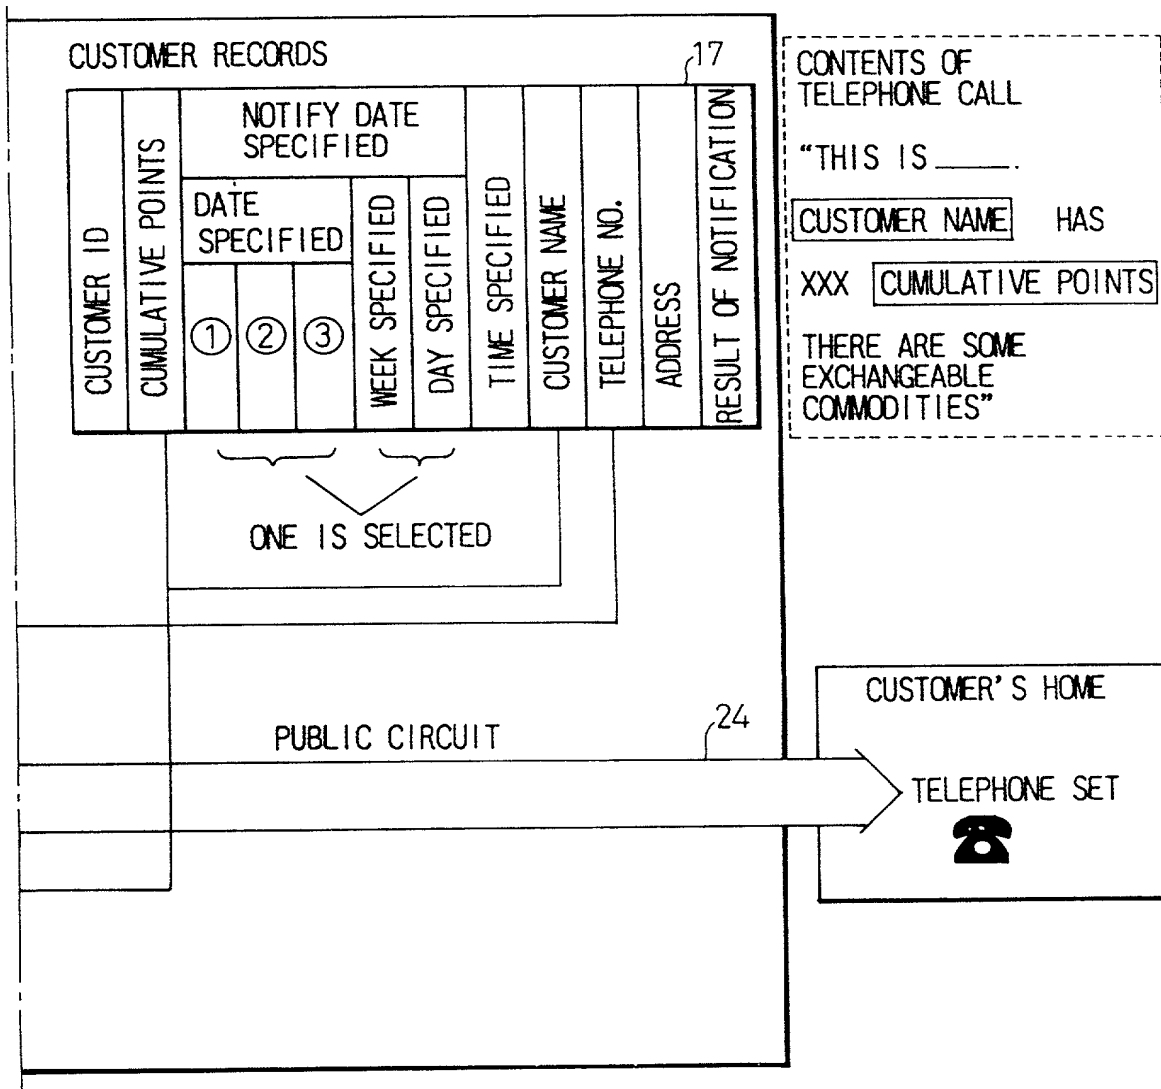 CUSTOMER RECORDS
17
CUSTOMER ID
CUMULATIVE POINTS
NOTIFY DATE
SPECIFIED
DATE
SPECIFIED
①
②
③
WEEK SPECIFIED
DAY SPECIFIED
TIME SPECIFIED
CUSTOMER NAME
TELEPHONE NO.
ADDRESS
RESULT OF NOTIFICATION
ONE IS SELECTED
CONTENTS OF
TELEPHONE CALL
“THIS IS _____.
CUSTOMER NAME HAS
XXX CUMULATIVE POINTS
THERE ARE SOME
EXCHANGEABLE
COMMODITIES”
PUBLIC CIRCUIT
24
CUSTOMER'S HOME
TELEPHONE SET